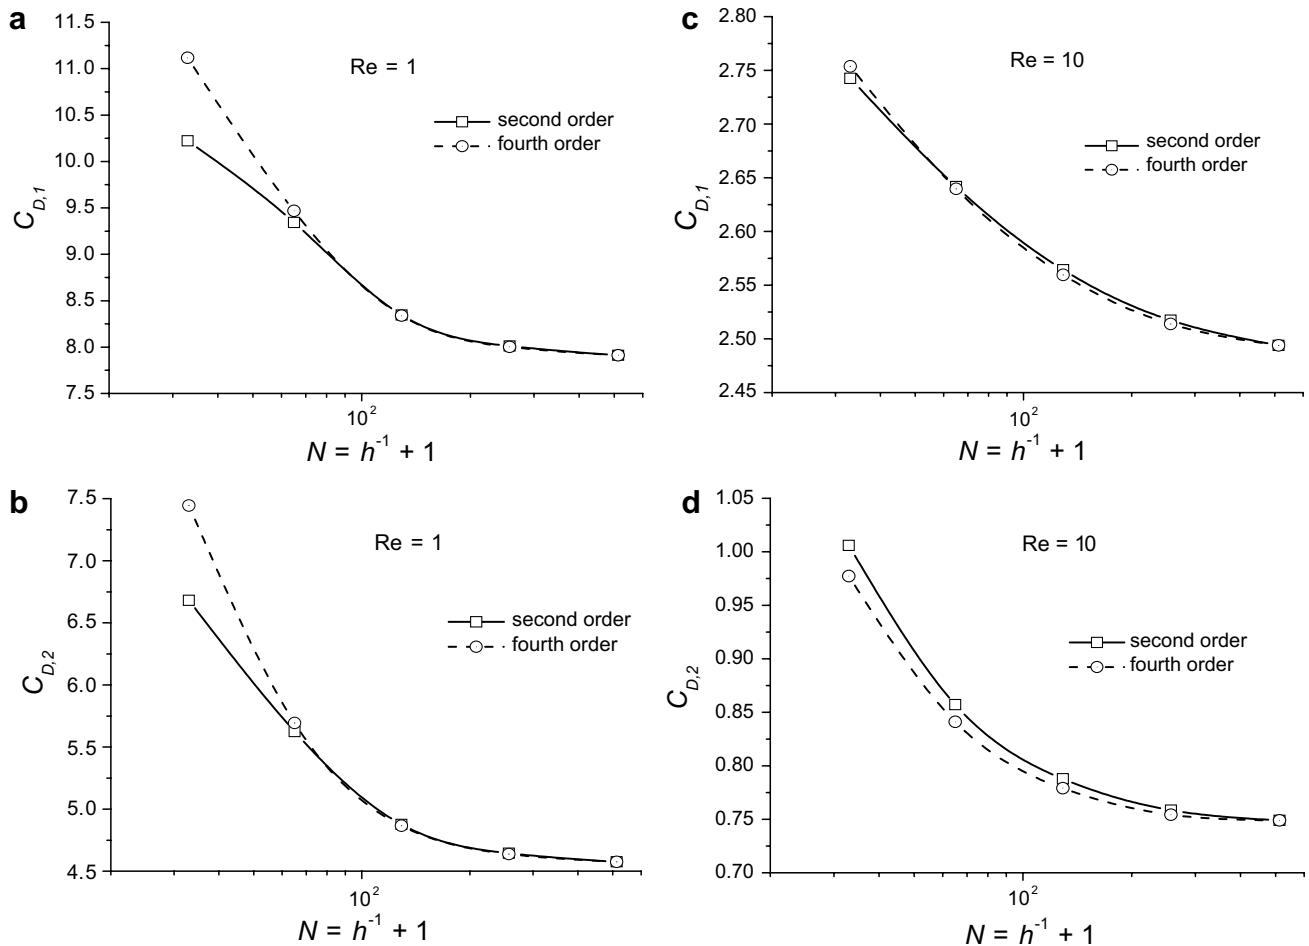 a
11.5
11.0
10.5
10.0
9.5
9.0
8.5
8.0
7.5
C_{D,1}
Re = 1
second order
fourth order
10^2
N = h^{-1} + 1
c
2.80
2.75
2.70
2.65
2.60
2.55
2.50
2.45
C_{D,1}
Re = 10
second order
fourth order
10^2
N = h^{-1} + 1
b
7.5
7.0
6.5
6.0
5.5
5.0
4.5
C_{D,2}
Re = 1
second order
fourth order
10^2
N = h^{-1} + 1
d
1.05
1.00
0.95
0.90
0.85
0.80
0.75
0.70
C_{D,2}
Re = 10
second order
fourth order
10^2
N = h^{-1} + 1